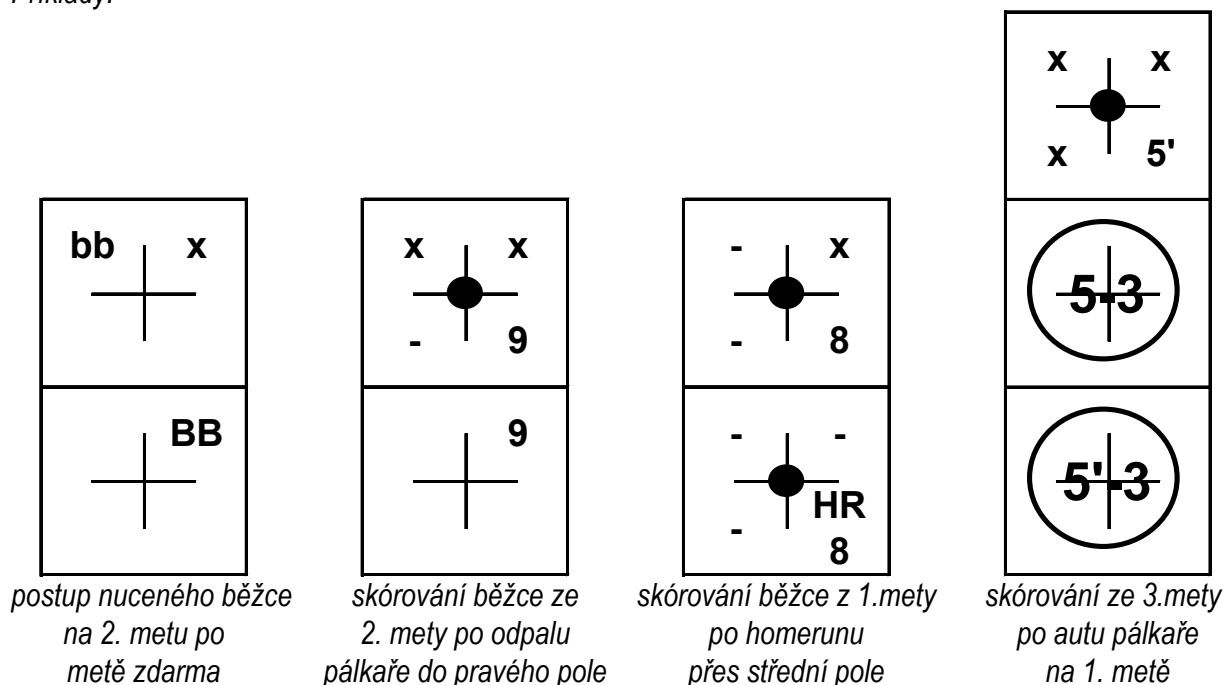 Příklady:
x x
x 5'
bb x
x x
- 9
- x
- 8
5-3
BB
9
- -
- HR
8
5'-3
postup nuceného běžce
na 2. metu po
metě zdarma
skórování běžce ze
2. mety po odpalu
pálkaře do pravého pole
skórování běžce z 1.mety
po homerunu
přes střední pole
skórování ze 3.mety
po autu pálkaře
na 1. metě